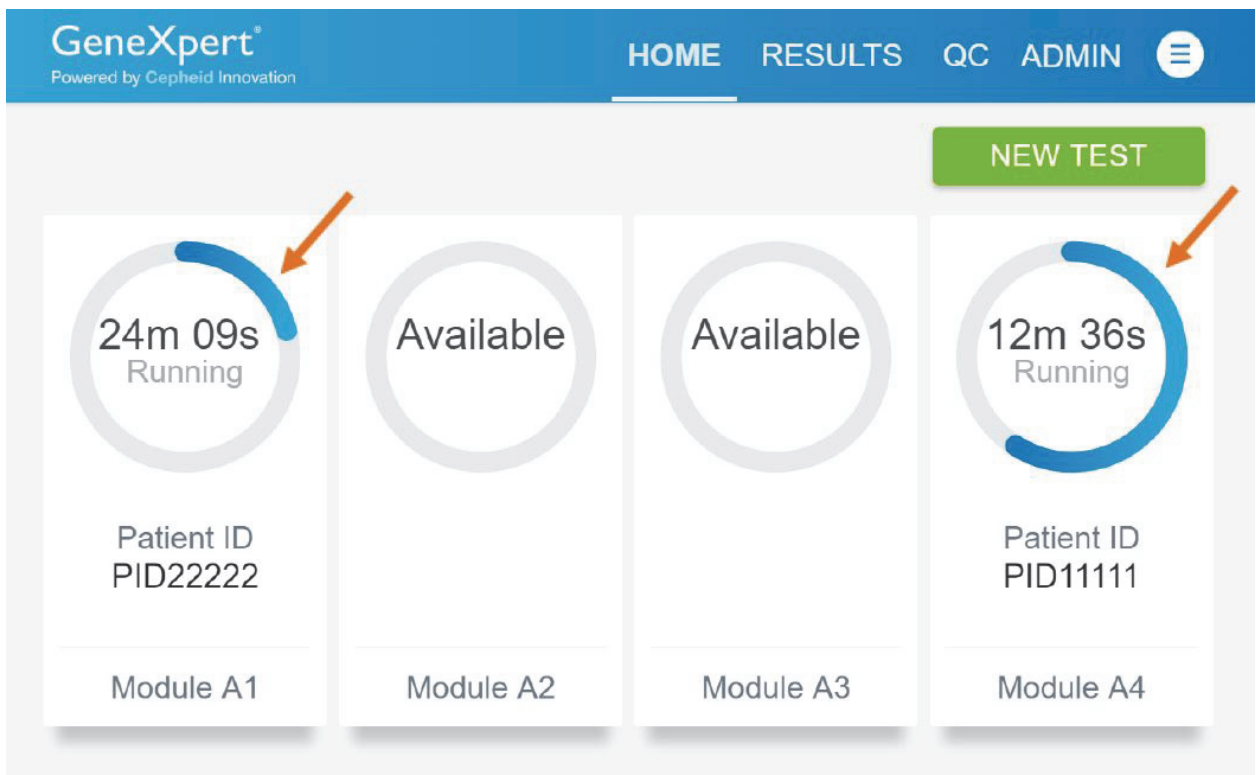 GeneXpert®
Powered by Cepheid Innovation
HOME RESULTS QC ADMIN
NEW TEST
24m 09s
Running
Patient ID
PID22222
Module A1
Available
Module A2
Available
Module A3
12m 36s
Running
Patient ID
PID11111
Module A4